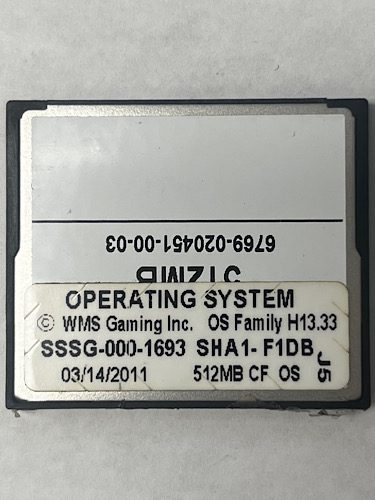 6769-020451-00-03
512MB
OPERATING SYSTEM
© WMS Gaming Inc. OS Family H13.33
SSSG-000-1693 SHA1- F1DB
03/14/2011 512MB CF OS
J5